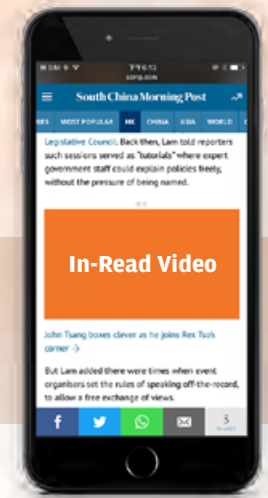 scmp.com
South China Morning Post
MOST POPULAR HK CHINA ASIA WORLD
Legislative Council. Back then, Lam told reporters
such sessions served as "tutorials" where expert
government staff could explain policies freely,
without the pressure of being named.
In-Read Video
John Tsang boxes clever as he joins Rex Tso's
corner →
But Lam added there were times when event
organisers set the rules of speaking off-the-record,
to allow a free exchange of views.
3
SHARES